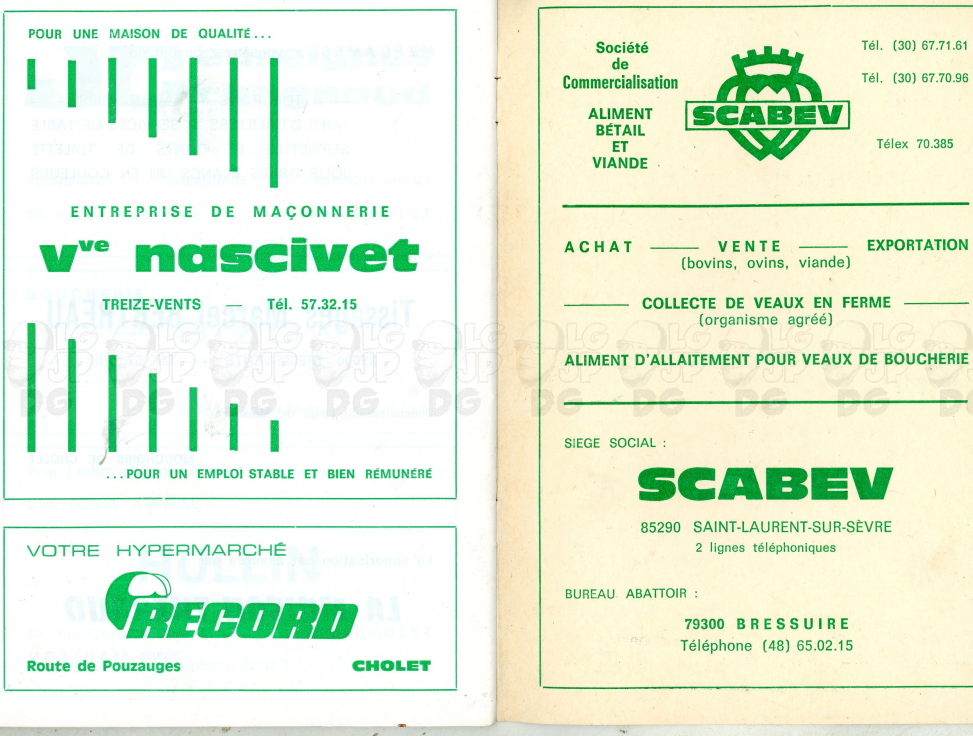 POUR UNE MAISON DE QUALITÉ...
ENTREPRISE DE MAÇONNERIE
vve nascivet
TREIZE-VENTS — Tél. 57.32.15
...POUR UN EMPLOI STABLE ET BIEN RÉMUNÉRÉ
VOTRE HYPERMARCHÉ
RECORD
Route de Pouzauges CHOLET
Société
de
Commercialisation
ALIMENT
BÉTAIL
ET
VIANDE
SCABEV
Tél. (30) 67.71.61
Tél. (30) 67.70.96
Télex 70.385
ACHAT — VENTE — EXPORTATION
(bovins, ovins, viande)
— COLLECTE DE VEAUX EN FERME —
(organisme agréé)
ALIMENT D'ALLAITEMENT POUR VEAUX DE BOUCHERIE
SIEGE SOCIAL :
SCABEV
85290 SAINT-LAURENT-SUR-SÈVRE
2 lignes téléphoniques
BUREAU ABATTOIR :
79300 BRESSUIRE
Téléphone (48) 65.02.15
LG JP DG